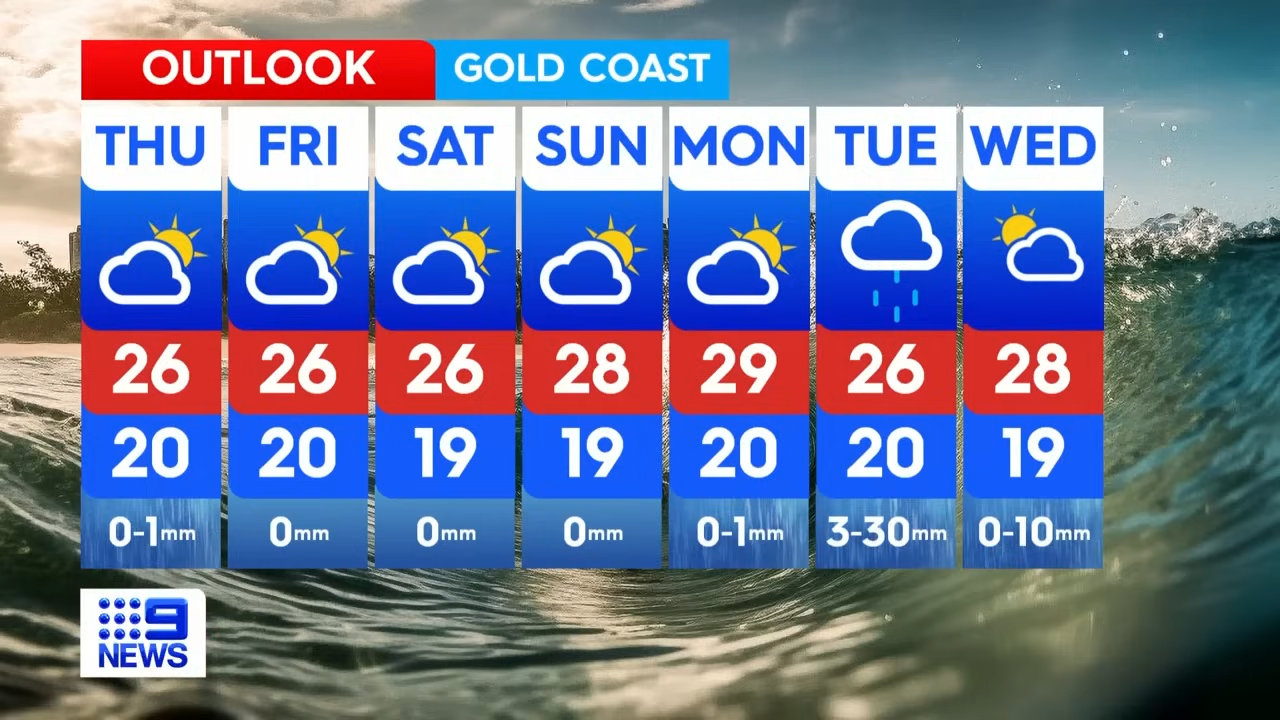 OUTLOOK GOLD COAST
THU FRI SAT SUN MON TUE WED
26 26 26 28 29 26 28
20 20 19 19 20 20 19
0-1mm 0mm 0mm 0mm 0-1mm 3-30mm 0-10mm
9
NEWS